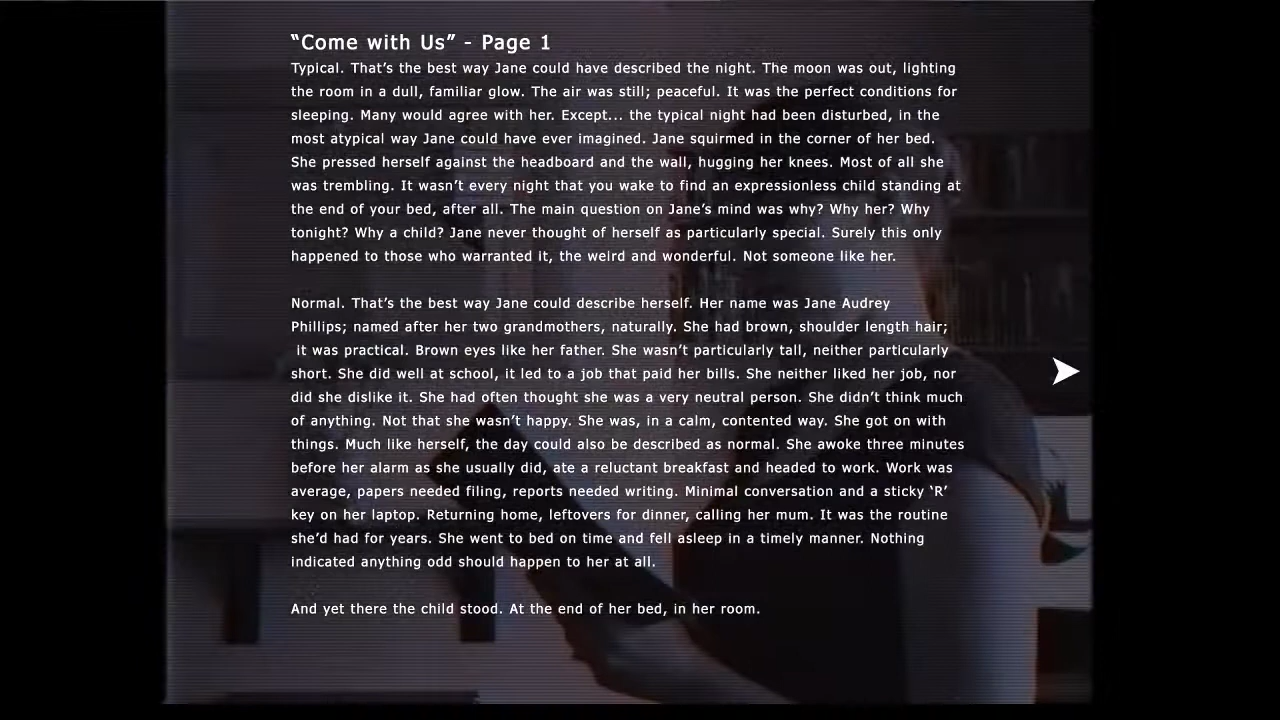 “Come with Us” - Page 1
Typical. That’s the best way Jane could have described the night. The moon was out, lighting
the room in a dull, familiar glow. The air was still; peaceful. It was the perfect conditions for
sleeping. Many would agree with her. Except... the typical night had been disturbed, in the
most atypical way Jane could have ever imagined. Jane squirmed in the corner of her bed.
She pressed herself against the headboard and the wall, hugging her knees. Most of all she
was trembling. It wasn’t every night that you wake to find an expressionless child standing at
the end of your bed, after all. The main question on Jane’s mind was why? Why her? Why
tonight? Why a child? Jane never thought of herself as particularly special. Surely this only
happened to those who warranted it, the weird and wonderful. Not someone like her.
Normal. That’s the best way Jane could describe herself. Her name was Jane Audrey
Phillips; named after her two grandmothers, naturally. She had brown, shoulder length hair;
it was practical. Brown eyes like her father. She wasn’t particularly tall, neither particularly
short. She did well at school, it led to a job that paid her bills. She neither liked her job, nor
did she dislike it. She had often thought she was a very neutral person. She didn’t think much
of anything. Not that she wasn’t happy. She was, in a calm, contented way. She got on with
things. Much like herself, the day could also be described as normal. She awoke three minutes
before her alarm as she usually did, ate a reluctant breakfast and headed to work. Work was
average, papers needed filing, reports needed writing. Minimal conversation and a sticky ‘R’
key on her laptop. Returning home, leftovers for dinner, calling her mum. It was the routine
she’d had for years. She went to bed on time and fell asleep in a timely manner. Nothing
indicated anything odd should happen to her at all.
And yet there the child stood. At the end of her bed, in her room.